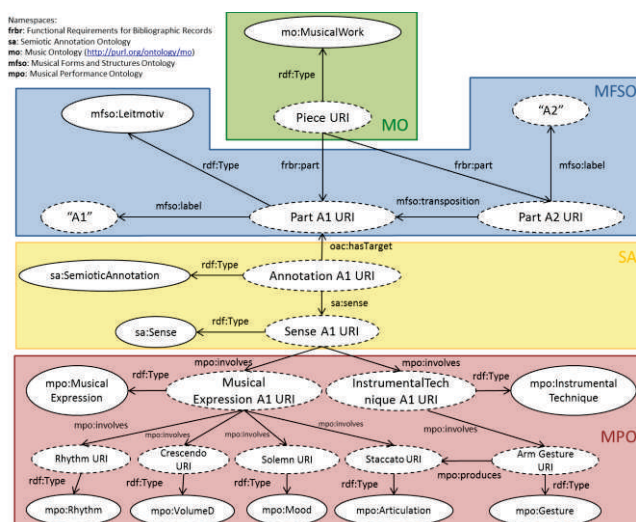 Namespaces:
frbr: Functional Requirements for Bibliographic Records
sa: Semiotic Annotation Ontology
mo: Music Ontology (http://purl.org/ontology/mo)
mfso: Musical Forms and Structures Ontology
mpo: Musical Performance Ontology
mo:MusicalWork
rdf:Type
Piece URI
MO
MFSO
mfso:Leitmotiv
"A2"
rdf:Type
frbr:part
frbr:part
mfso:label
"A1"
mfso:label
Part A1 URI
mfso:transposition
Part A2 URI
oac:hasTarget
SA
sa:SemioticAnnotation
rdf:Type
Annotation A1 URI
sa:sense
sa:Sense
rdf:Type
Sense A1 URI
mpo:involves
mpo:involves
mpo:Musical
Expression
rdf:Type
Musical
Expression A1 URI
InstrumentalTech
nique A1 URI
rdf:Type
mpo:Instrumental
Technique
mpo:involves
mpo:involves
mpo:involves
mpo:involves
mpo:involves
MPO
Rhythm URI
Crescendo
URI
Solemn URI
Staccato URI
mpo:produces
Arm Gesture
URI
rdf:Type
rdf:Type
rdf:Type
rdf:Type
rdf:Type
mpo:Rhythm
mpo:VolumeD
mpo:Mood
mpo:Articulation
mpo:Gesture